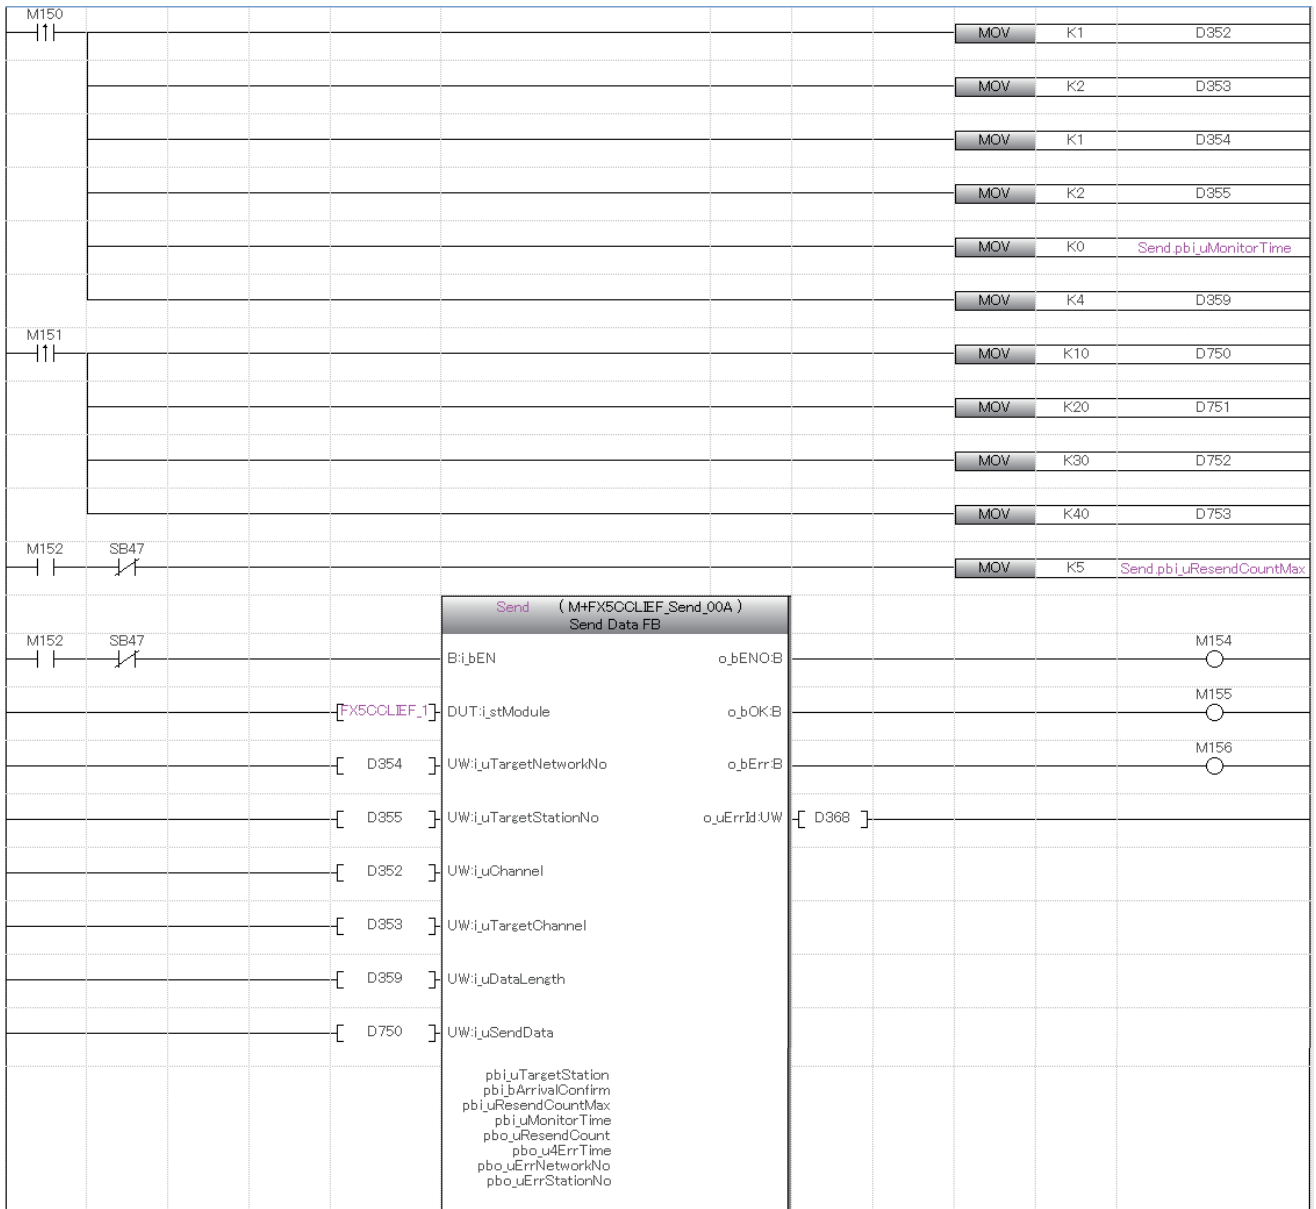 M150
MOV K1 D352
MOV K2 D353
MOV K1 D354
MOV K2 D355
MOV K0 Send.pbi_uMonitorTime
MOV K4 D359
M151
MOV K10 D750
MOV K20 D751
MOV K30 D752
MOV K40 D753
M152 SB47
MOV K5 Send.pbi_uResendCountMax
Send (M+FX5CCLIEF_Send_00A)
Send Data FB
M152 SB47 M154
B:i_bEN o_bENO:B
M155
FX5CCLIEF_1 DUT:i_stModule o_bOK:B
M156
D354 UW:i_uTargetNetworkNo o_bErr:B
D355 UW:i_uTargetStationNo o_uErrId:UW D368
D352 UW:i_uChannel
D353 UW:i_uTargetChannel
D359 UW:i_uDataLength
D750 UW:i_uSendData
pbi_uTargetStation
pbi_bArrivalConfirm
pbi_uResendCountMax
pbi_uMonitorTime
pbo_uResendCount
pbo_u4ErrTime
pbo_uErrNetworkNo
pbo_uErrStationNo